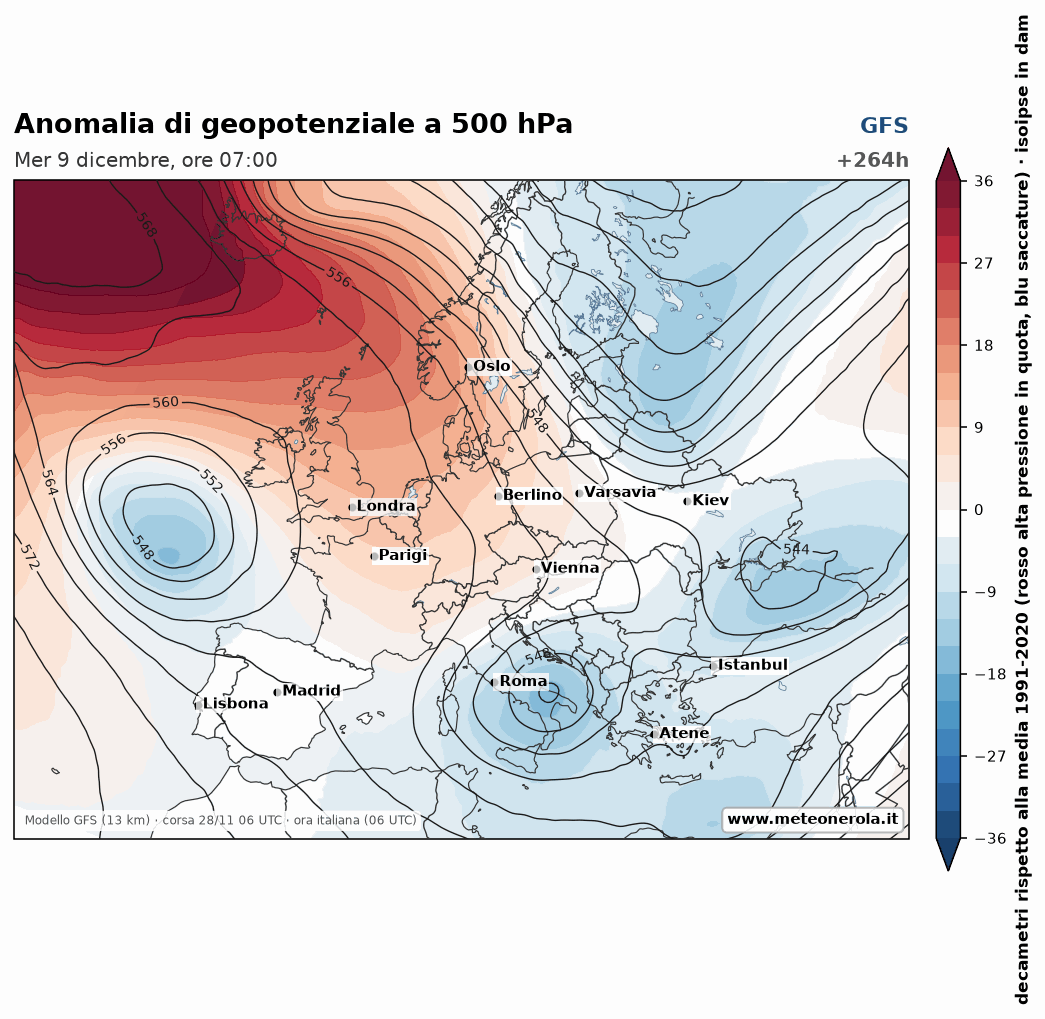 Anomalia di geopotenziale a 500 hPa
GFS
Mer 9 dicembre, ore 07:00
+264h
568
556
560
556
552
548
564
572
548
548
544
Oslo
Londra
Berlino
Varsavia
Kiev
Parigi
Vienna
Roma
Istanbul
Madrid
Lisbona
Atene
Modello GFS (13 km) · corsa 28/11 06 UTC · ora italiana (06 UTC)
www.meteonerola.it
36
27
18
9
0
−9
−18
−27
−36
decametri rispetto alla media 1991-2020 (rosso alta pressione in quota, blu saccature) · isoipse in dam